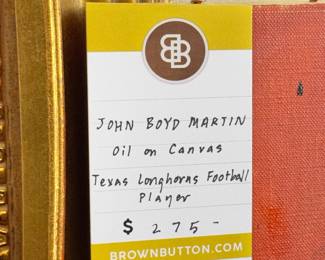 BB
JOHN BOYD MARTIN
Oil on Canvas
Texas Longhorns Football
Player
$ 275-
BROWNBUTTON.COM